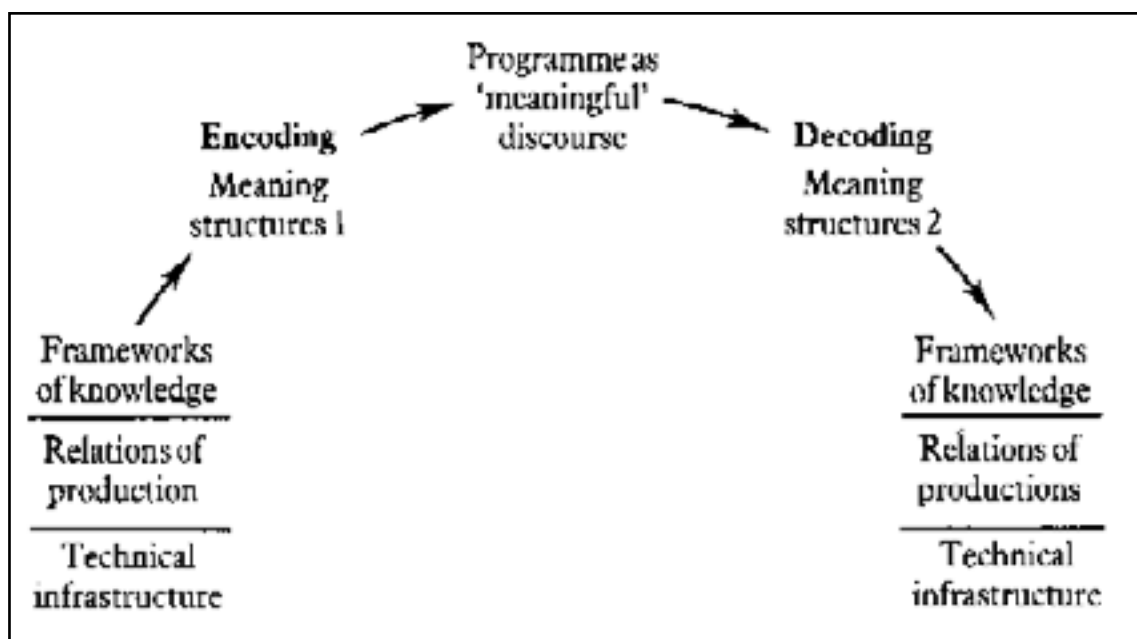 Programme as
‘meaningful’
discourse
Encoding
Meaning
structures 1
Decoding
Meaning
structures 2
Frameworks
of knowledge
Relations of
production
Technical
infrastructure
Frameworks
of knowledge
Relations of
productions
Technical
infrastructure